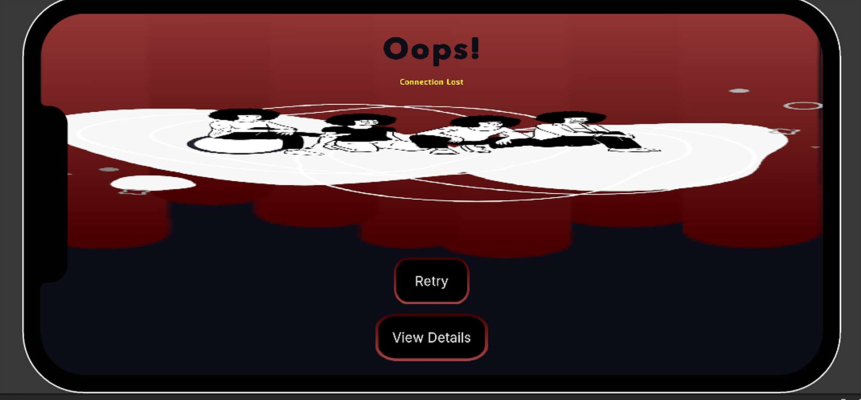 Oops!
Connection Lost
Retry
View Details